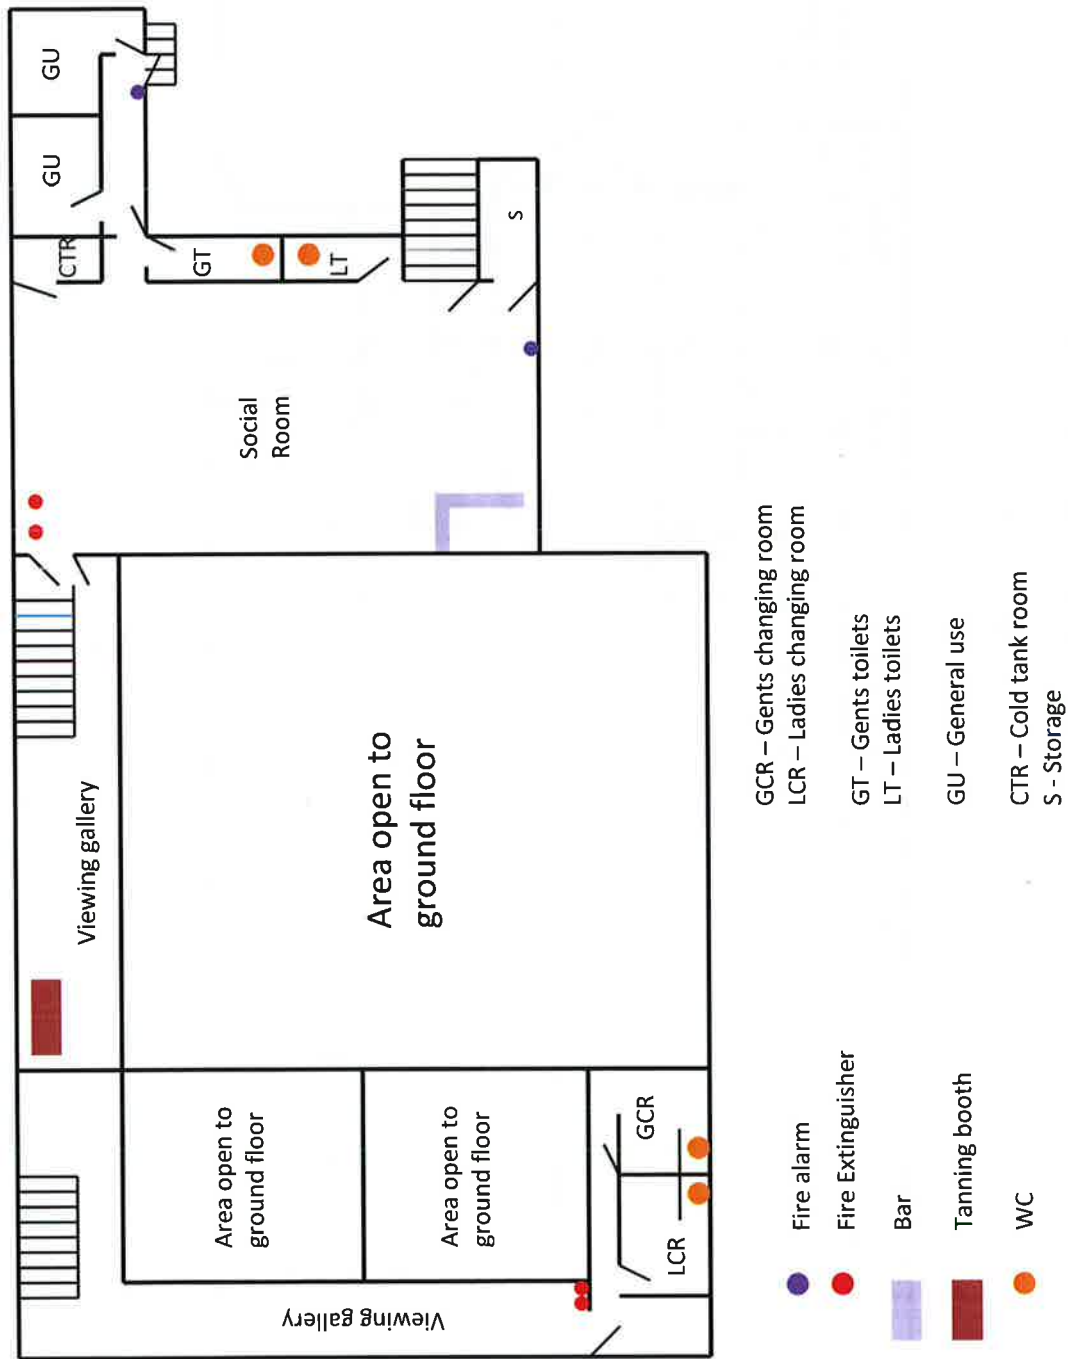 GU
GU
CTR
GT
LT
S
Social
Room
Viewing gallery
Area open to
ground floor
Area open to
ground floor
Area open to
ground floor
Viewing gallery
GCR
LCR
Fire alarm
Fire Extinguisher
Bar
Tanning booth
WC
GCR – Gents changing room
LCR – Ladies changing room
GT – Gents toilets
LT – Ladies toilets
GU – General use
CTR – Cold tank room
S - Storage